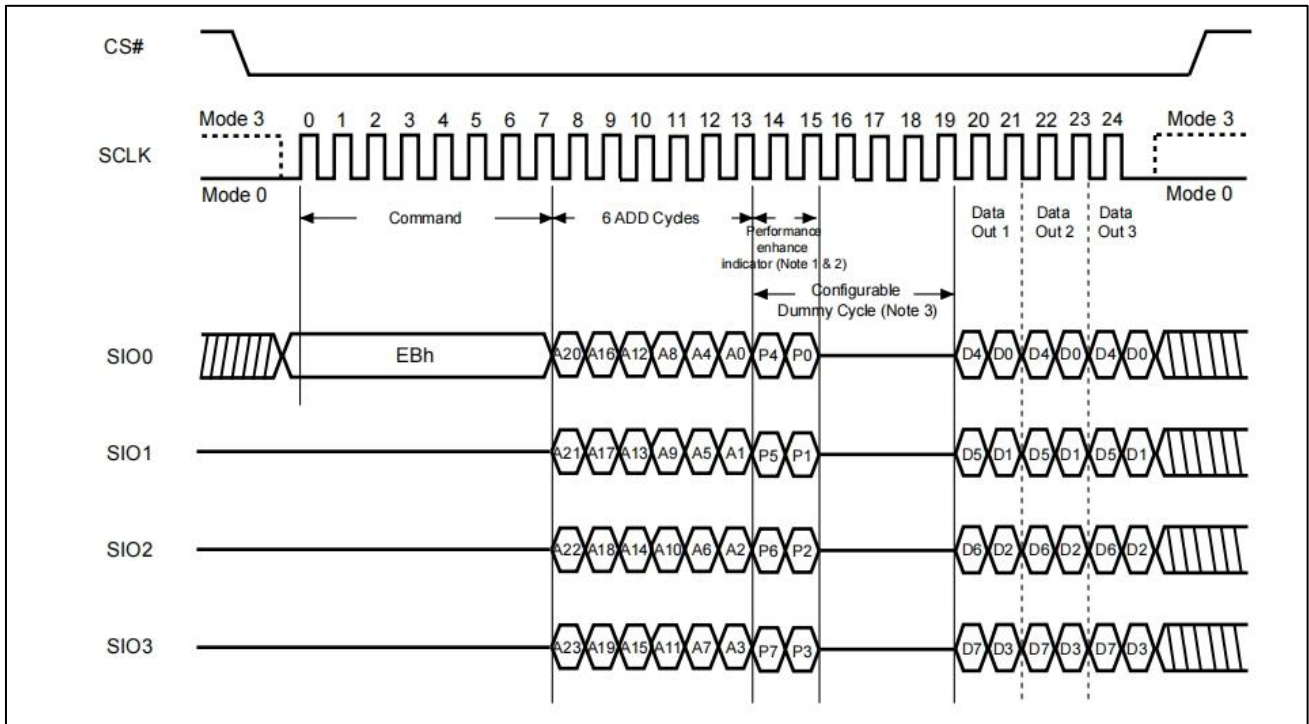 CS#
Mode 3 0 1 2 3 4 5 6 7 8 9 10 11 12 13 14 15 16 17 18 19 20 21 22 23 24 Mode 3
SCLK
Mode 0 Mode 0
Command 6 ADD Cycles Data Out 1 Data Out 2 Data Out 3
Performance
enhance
indicator (Note 1 & 2)
Configurable
Dummy Cycle (Note 3)
SIO0 EBh A20 A16 A12 A8 A4 A0 P4 P0 D4 D0 D4 D0 D4 D0
SIO1 A21 A17 A13 A9 A5 A1 P5 P1 D5 D1 D5 D1 D5 D1
SIO2 A22 A18 A14 A10 A6 A2 P6 P2 D6 D2 D6 D2 D6 D2
SIO3 A23 A19 A15 A11 A7 A3 P7 P3 D7 D3 D7 D3 D7 D3